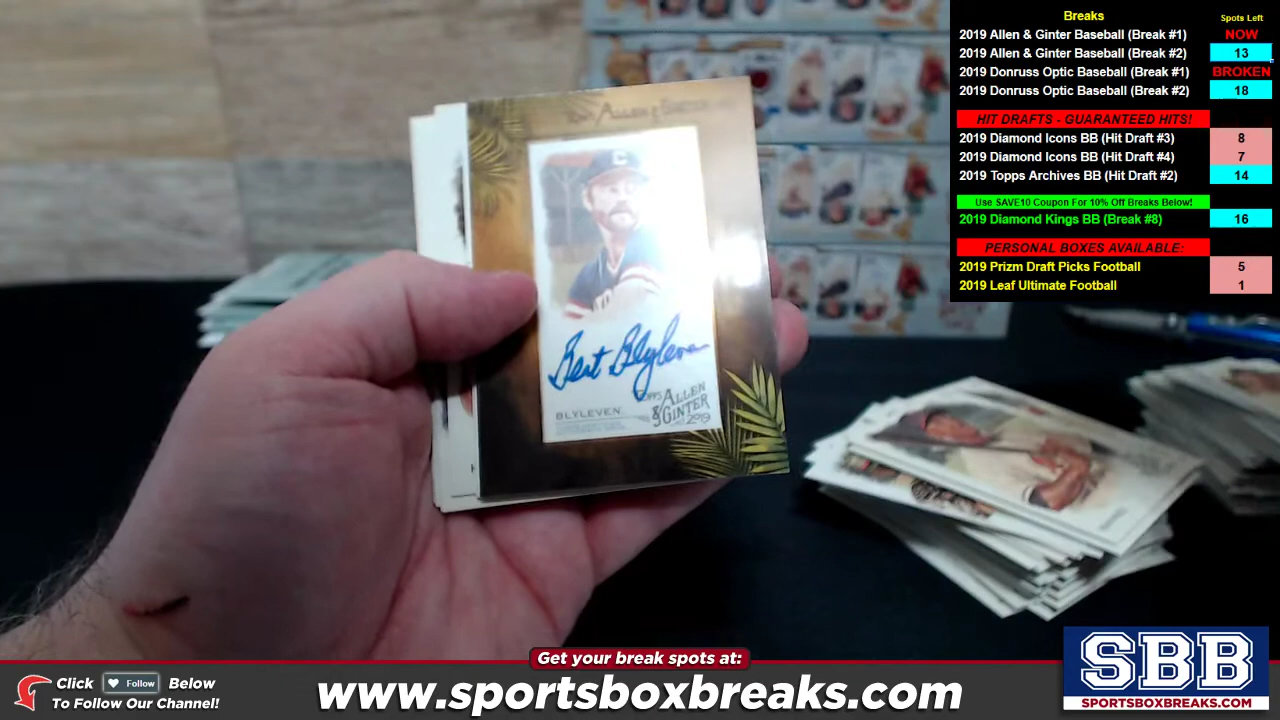 Breaks Spots Left
2019 Allen & Ginter Baseball (Break #1) NOW
2019 Allen & Ginter Baseball (Break #2) 13
2019 Donruss Optic Baseball (Break #1) BROKEN
2019 Donruss Optic Baseball (Break #2) 18
HIT DRAFTS - GUARANTEED HITS!
2019 Diamond Icons BB (Hit Draft #3) 8
2019 Diamond Icons BB (Hit Draft #4) 7
2019 Topps Archives BB (Hit Draft #2) 14
Use SAVE10 Coupon For 10% Off Breaks Below!
2019 Diamond Kings BB (Break #8) 16
PERSONAL BOXES AVAILABLE:
2019 Prizm Draft Picks Football 5
2019 Leaf Ultimate Football 1
ALLEN & GINTER
C
Bert Blyleven
BLYLEVEN
TOPPS ALLEN
& GINTER
2019
Get your break spots at:
Click Follow Below
To Follow Our Channel!
www.sportsboxbreaks.com
SBB
SPORTSBOXBREAKS.COM